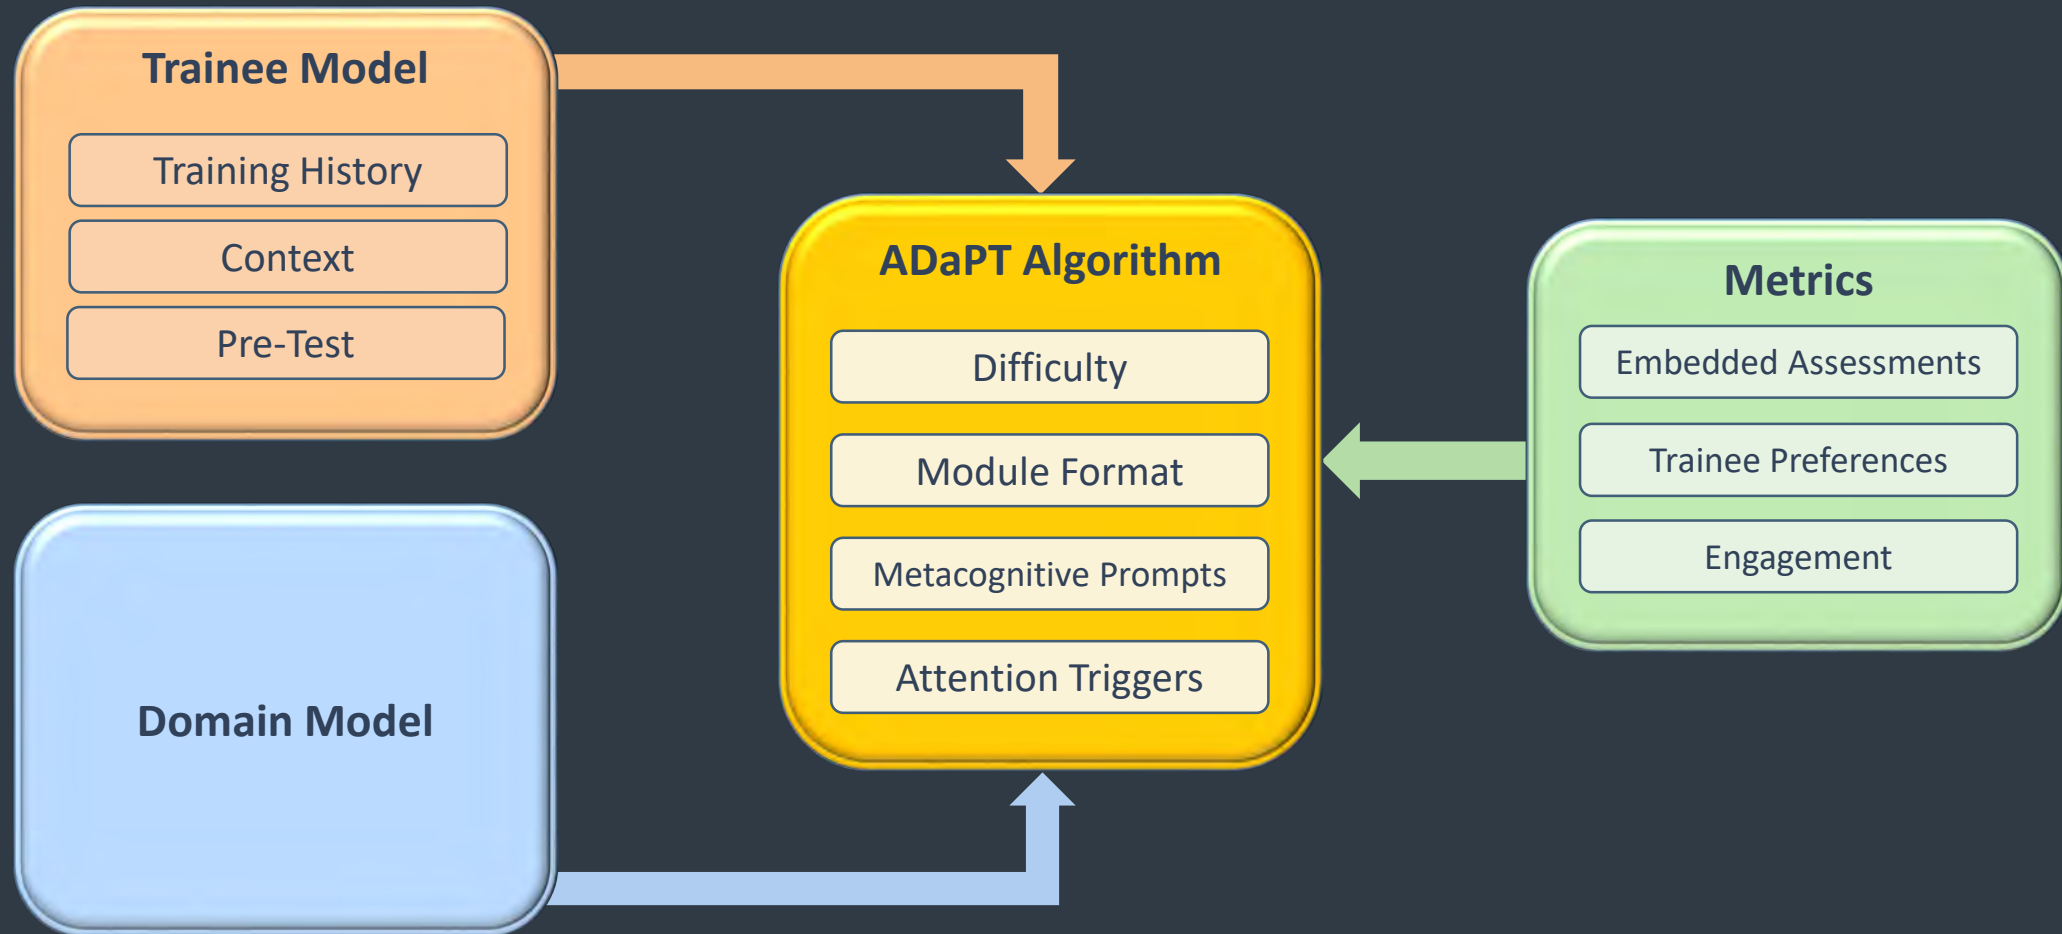 Trainee Model
Training History
Context
Pre-Test
Domain Model
ADaPT Algorithm
Difficulty
Module Format
Metacognitive Prompts
Attention Triggers
Metrics
Embedded Assessments
Trainee Preferences
Engagement